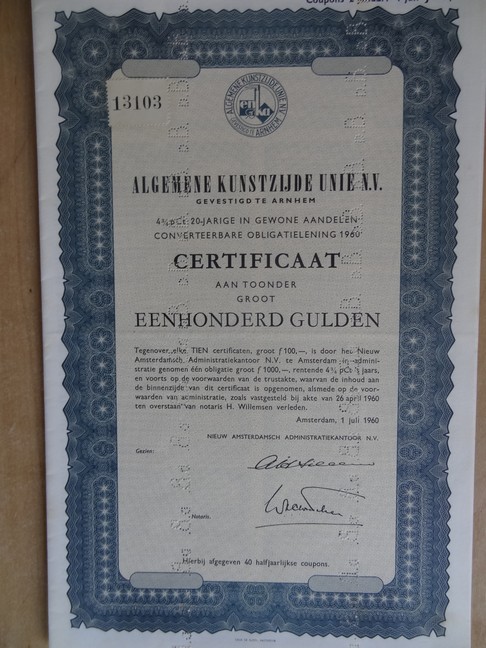 Coupons
13103
ALGEMENE KUNSTZIJDE UNIE N.V.
ARNHEM
ALGEMENE KUNSTZIJDE UNIE N.V.
GEVESTIGD TE ARNHEM
4¾ pCt. 20-JARIGE IN GEWONE AANDELEN
CONVERTEERBARE OBLIGATIELENING 1960
CERTIFICAAT
AAN TOONDER
GROOT
EENHONDERD GULDEN
Tegenover elke TIEN certificaten, groot f 100,—, is door het Nieuw
Amsterdamsch Administratiekantoor N.V. te Amsterdam in admini-
stratie genomen één obligatie groot f 1000,—, rentende 4¾ pCt 's jaars,
en voorts op de voorwaarden van de trustakte, waarvan de inhoud aan
de binnenzijde van dit certificaat is opgenomen, alsmede op de voor-
waarden van administratie, zoals vastgesteld bij akte van 26 april 1960
ten overstaan van notaris H. Willemsen verleden.
Amsterdam, 1 juli 1960
NIEUW AMSTERDAMSCH ADMINISTRATIEKANTOOR N.V.
Gezien:
Notaris.
Hierbij afgegeven 40 halfjaarlijkse coupons.